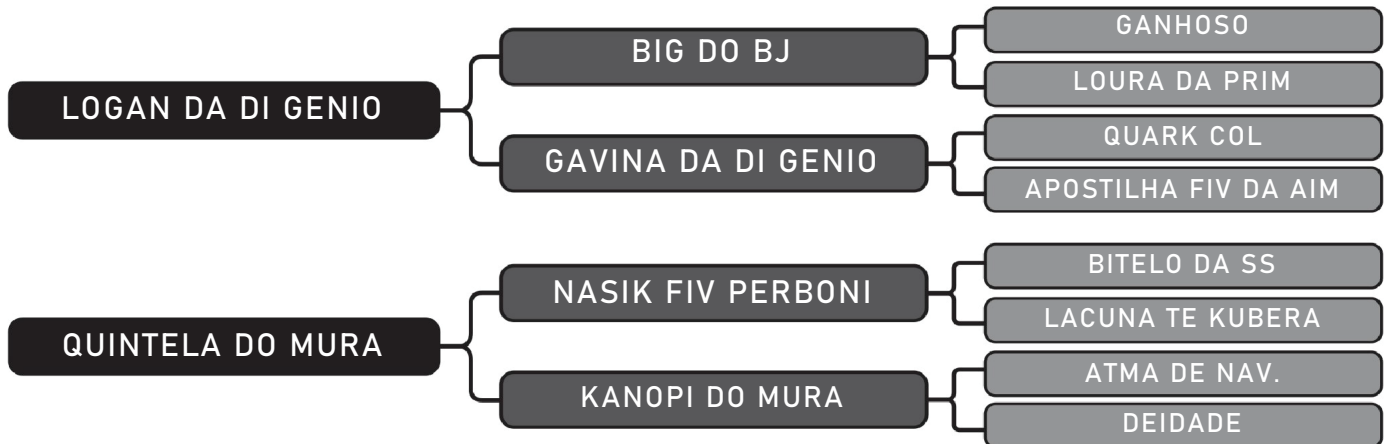 LOGAN DA DI GENIO
BIG DO BJ
GANHOSO
LOURA DA PRIM
GAVINA DA DI GENIO
QUARK COL
APOSTILHA FIV DA AIM
QUINTELA DO MURA
NASIK FIV PERBONI
BITELO DA SS
LACUNA TE KUBERA
KANOPI DO MURA
ATMA DE NAV.
DEIDADE